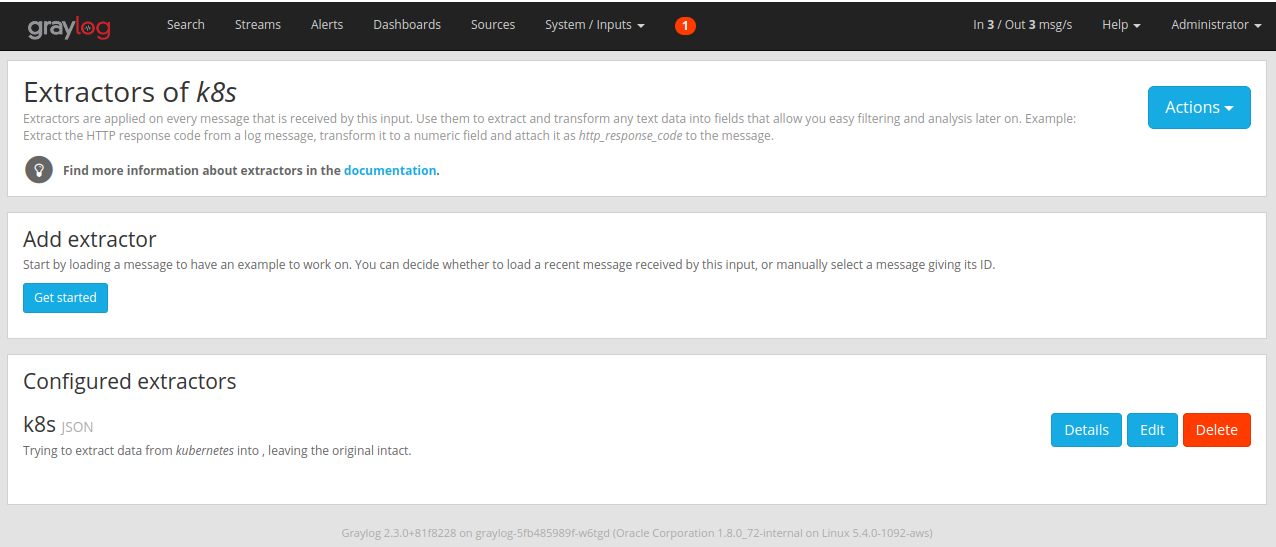 graylog Search Streams Alerts Dashboards Sources System / Inputs 1 In 3 / Out 3 msg/s Help Administrator
Extractors of k8s
Actions
Extractors are applied on every message that is received by this input. Use them to extract and transform any text data into fields that allow you easy filtering and analysis later on. Example:
Extract the HTTP response code from a log message, transform it to a numeric field and attach it as http_response_code to the message.
Find more information about extractors in the documentation.
Add extractor
Start by loading a message to have an example to work on. You can decide whether to load a recent message received by this input, or manually select a message giving its ID.
Get started
Configured extractors
k8s JSON
Details Edit Delete
Trying to extract data from kubernetes into , leaving the original intact.
Graylog 2.3.0+81f8228 on graylog-5fb485989f-w6tgd (Oracle Corporation 1.8.0_72-internal on Linux 5.4.0-1092-aws)